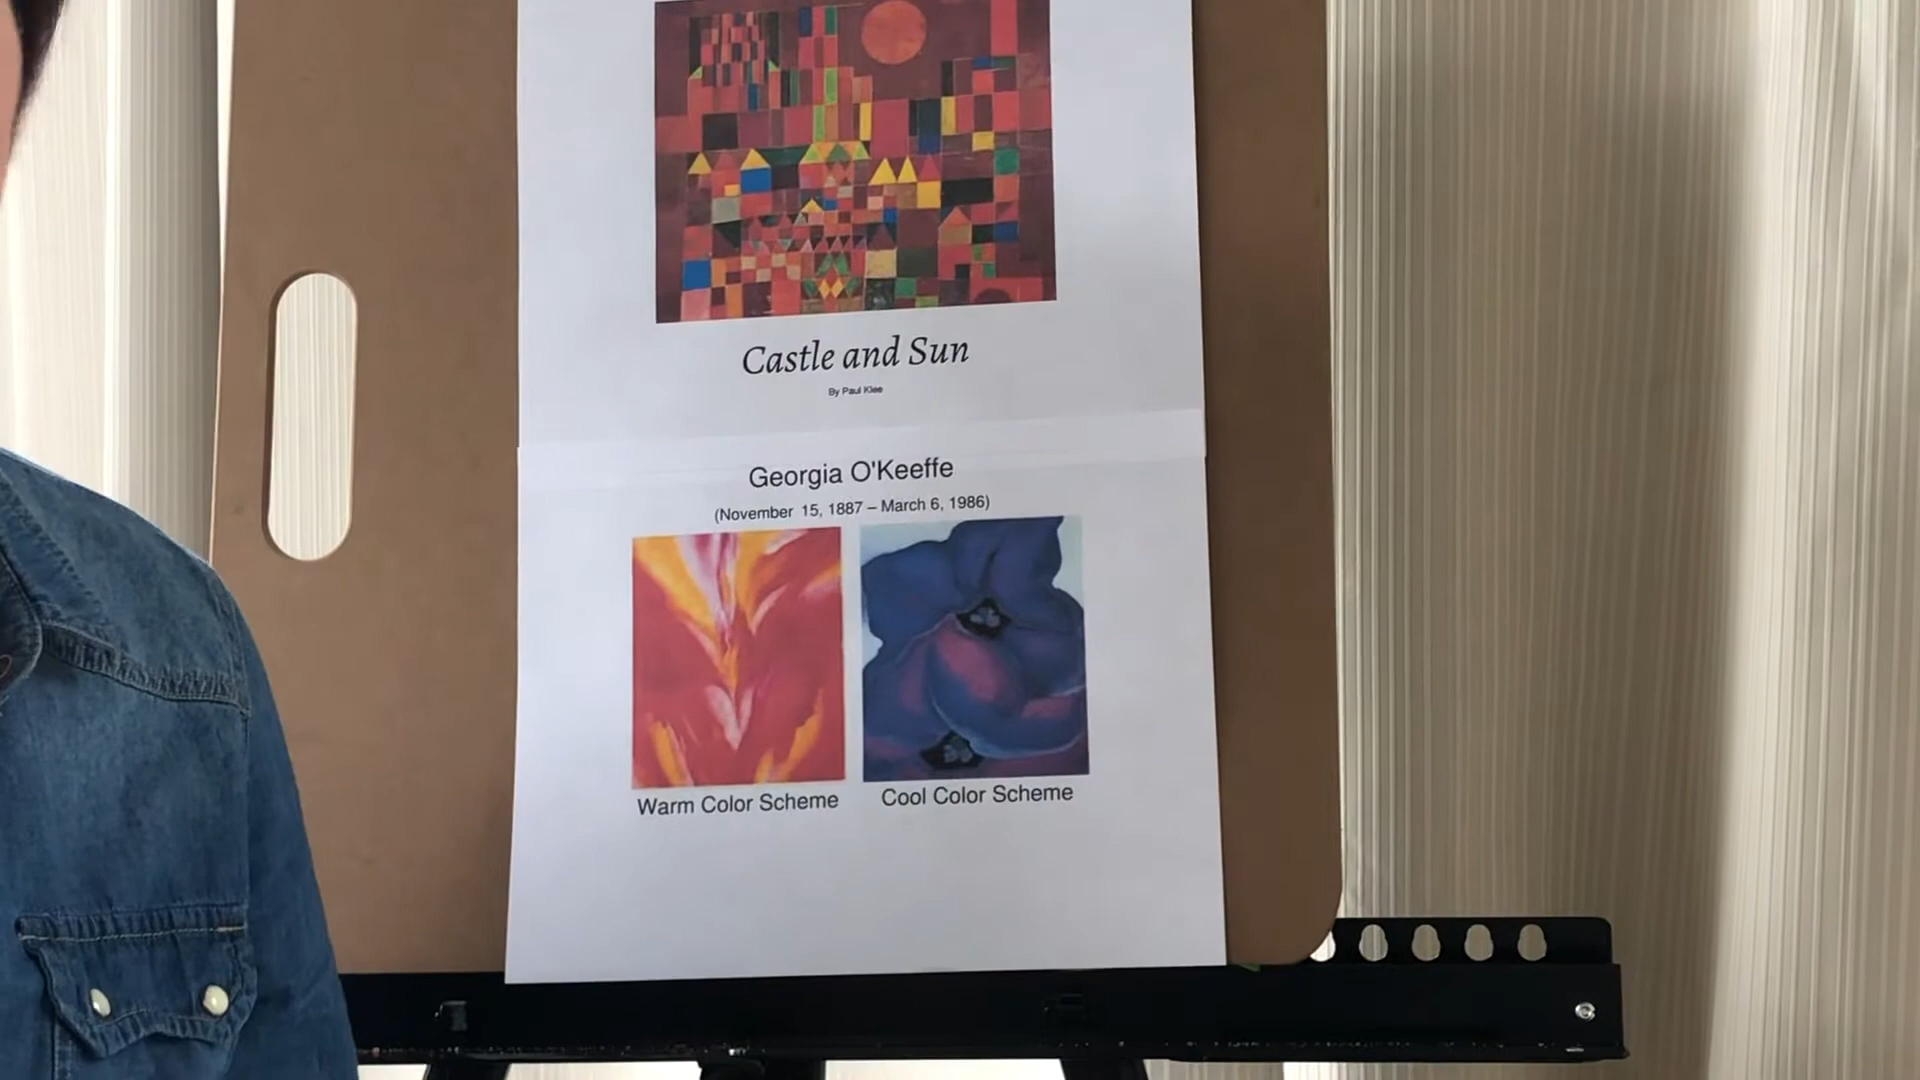 Castle and Sun
By Paul Klee
Georgia O'Keeffe
(November 15, 1887 – March 6, 1986)
Warm Color Scheme
Cool Color Scheme